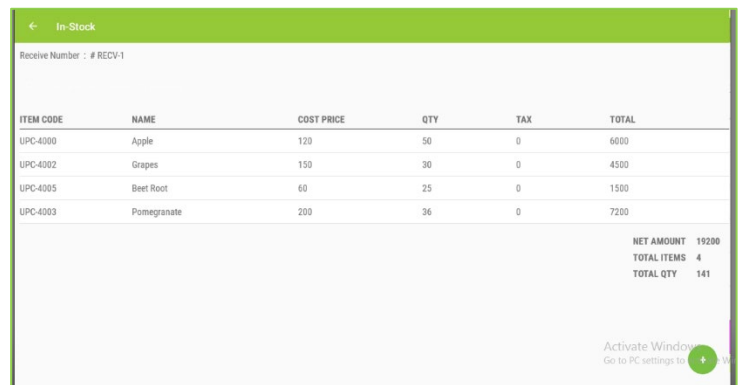 ← In-Stock
Receive Number : # RECV-1
ITEM CODE NAME COST PRICE QTY TAX TOTAL
UPC-4000 Apple 120 50 0 6000
UPC-4002 Grapes 150 30 0 4500
UPC-4005 Beet Root 60 25 0 1500
UPC-4003 Pomegranate 200 36 0 7200
NET AMOUNT 19200
TOTAL ITEMS 4
TOTAL QTY 141
Activate Windows
Go to PC settings to
+